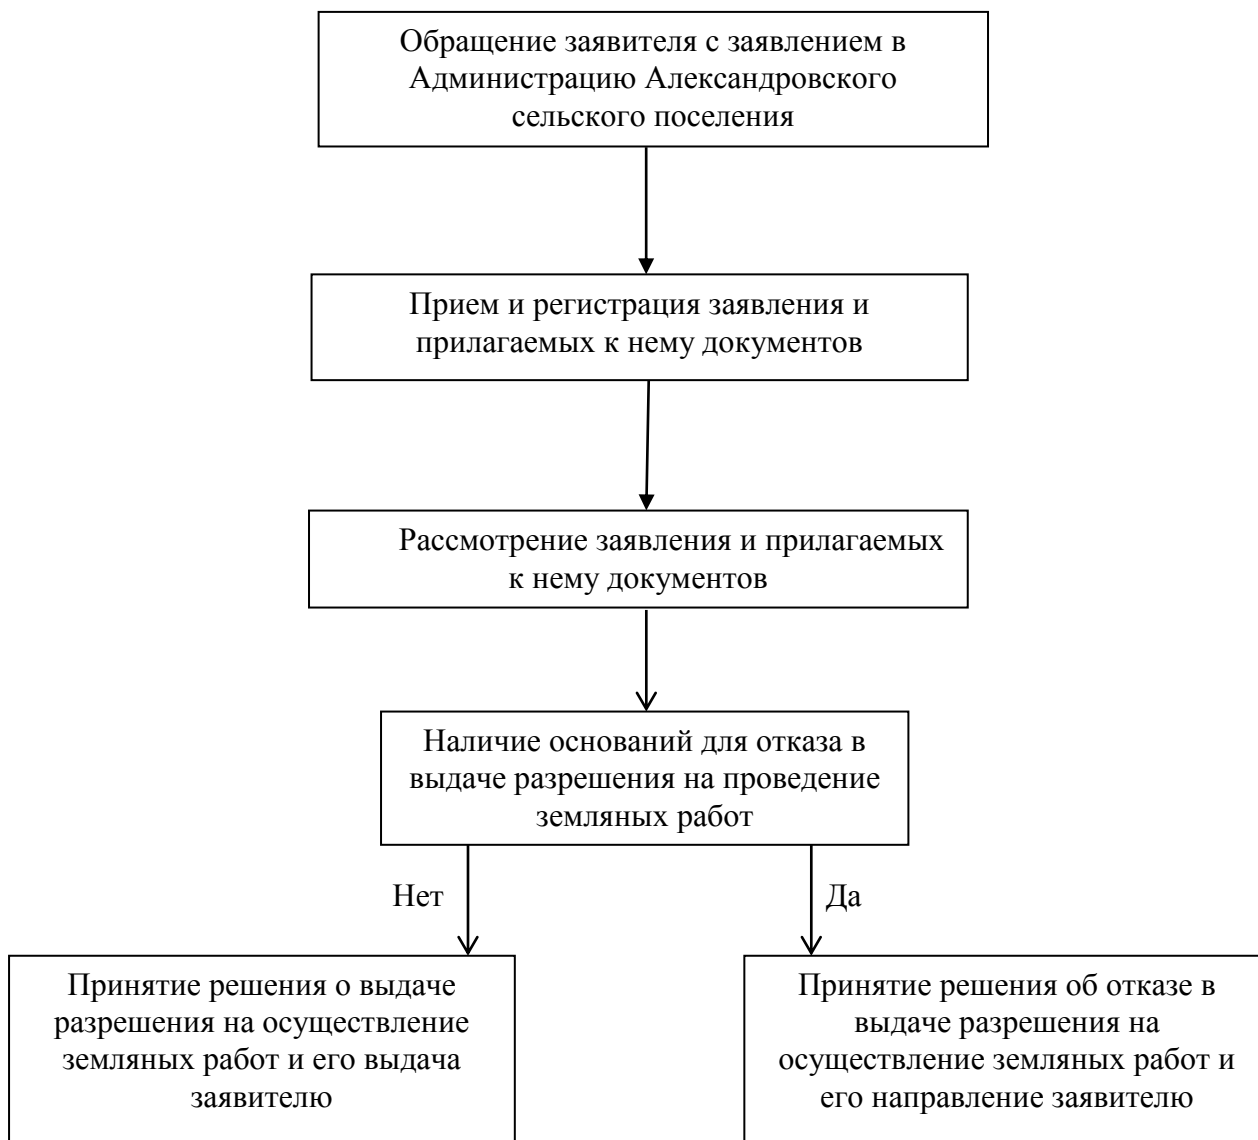 Обращение заявителя с заявлением в
Администрацию Александровского
сельского поселения
Прием и регистрация заявления и
прилагаемых к нему документов
Рассмотрение заявления и прилагаемых
к нему документов
Наличие оснований для отказа в
выдаче разрешения на проведение
земляных работ
Нет
Да
Принятие решения о выдаче
разрешения на осуществление
земляных работ и его выдача
заявителю
Принятие решения об отказе в
выдаче разрешения на
осуществление земляных работ и
его направление заявителю